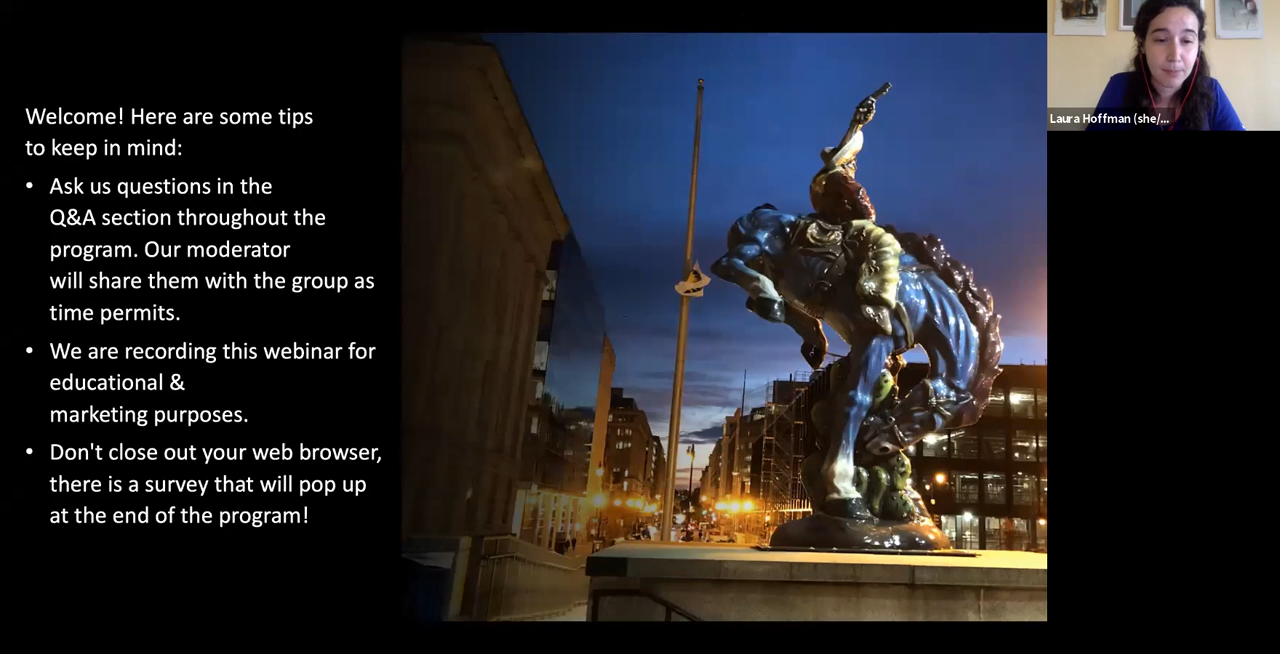 Welcome! Here are some tips
to keep in mind:
• Ask us questions in the
Q&A section throughout the
program. Our moderator
will share them with the group as
time permits.
• We are recording this webinar for
educational &
marketing purposes.
• Don't close out your web browser,
there is a survey that will pop up
at the end of the program!
Laura Hoffman (she/...